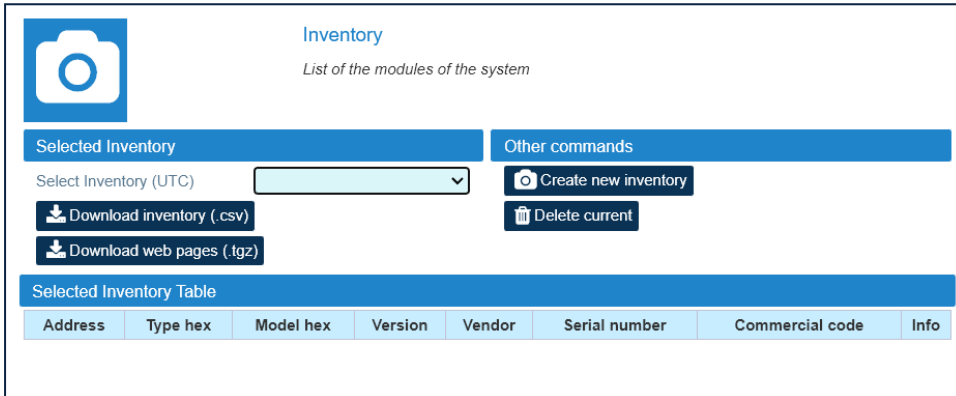 Inventory
List of the modules of the system
Selected Inventory
Other commands
Select Inventory (UTC)
Create new inventory
Download inventory (.csv)
Delete current
Download web pages (.tgz)
Selected Inventory Table
Address Type hex Model hex Version Vendor Serial number Commercial code Info